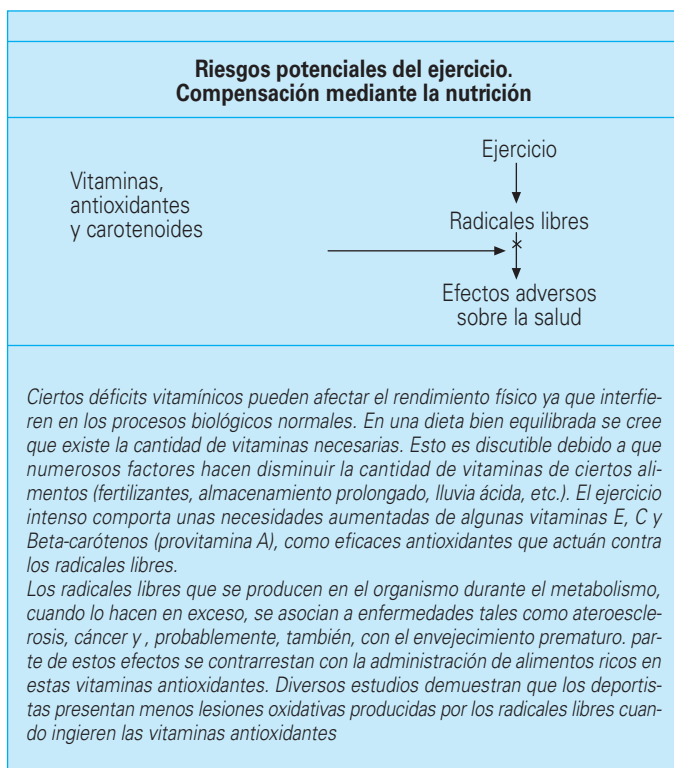 Riesgos potenciales del ejercicio.
Compensación mediante la nutrición
Vitaminas,
antioxidantes
y carotenoides
Ejercicio
Radicales libres
×
Efectos adversos
sobre la salud
Ciertos déficits vitamínicos pueden afectar el rendimiento físico ya que interfie-
ren en los procesos biológicos normales. En una dieta bien equilibrada se cree
que existe la cantidad de vitaminas necesarias. Esto es discutible debido a que
numerosos factores hacen disminuir la cantidad de vitaminas de ciertos ali-
mentos (fertilizantes, almacenamiento prolongado, lluvia ácida, etc.). El ejercicio
intenso comporta unas necesidades aumentadas de algunas vitaminas E, C y
Beta-carótenos (provitamina A), como eficaces antioxidantes que actuán contra
los radicales libres.
Los radicales libres que se producen en el organismo durante el metabolismo,
cuando lo hacen en exceso, se asocian a enfermedades tales como ateroescle-
rosis, cáncer y , probablemente, también, con el envejecimiento prematuro. par-
te de estos efectos se contrarrestan con la administración de alimentos ricos en
estas vitaminas antioxidantes. Diversos estudios demuestran que los deportis-
tas presentan menos lesiones oxidativas producidas por los radicales libres cuan-
do ingieren las vitaminas antioxidantes